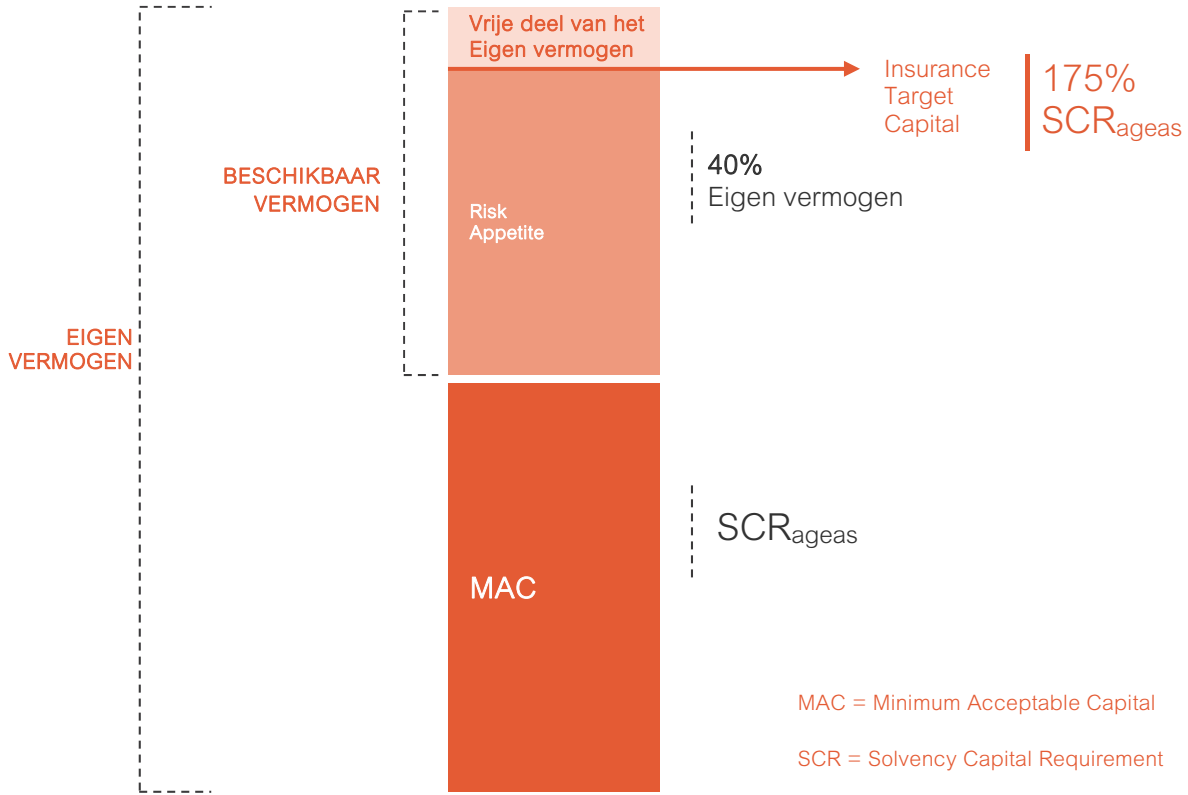 Vrije deel van het
Eigen vermogen
Insurance
Target
Capital
175%
SCRageas
BESCHIKBAAR
VERMOGEN
40%
Eigen vermogen
Risk
Appetite
EIGEN
VERMOGEN
SCRageas
MAC
MAC = Minimum Acceptable Capital
SCR = Solvency Capital Requirement